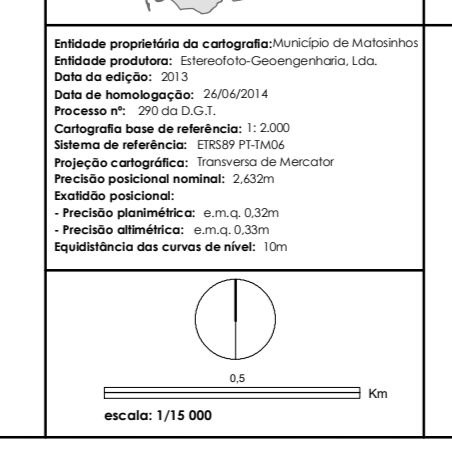 Entidade proprietária da cartografia:Município de Matosinhos
Entidade produtora: Estereofoto-Geoengenharia, Lda.
Data da edição: 2013
Data de homologação: 26/06/2014
Processo nº: 290 da D.G.T.
Cartografia base de referência: 1: 2.000
Sistema de referência: ETRS89 PT-TM06
Projeção cartográfica: Transversa de Mercator
Precisão posicional nominal: 2,632m
Exatidão posicional:
- Precisão planimétrica: e.m.q. 0,32m
- Precisão altimétrica: e.m.q. 0,33m
Equidistância das curvas de nível: 10m
0,5
Km
escala: 1/15 000